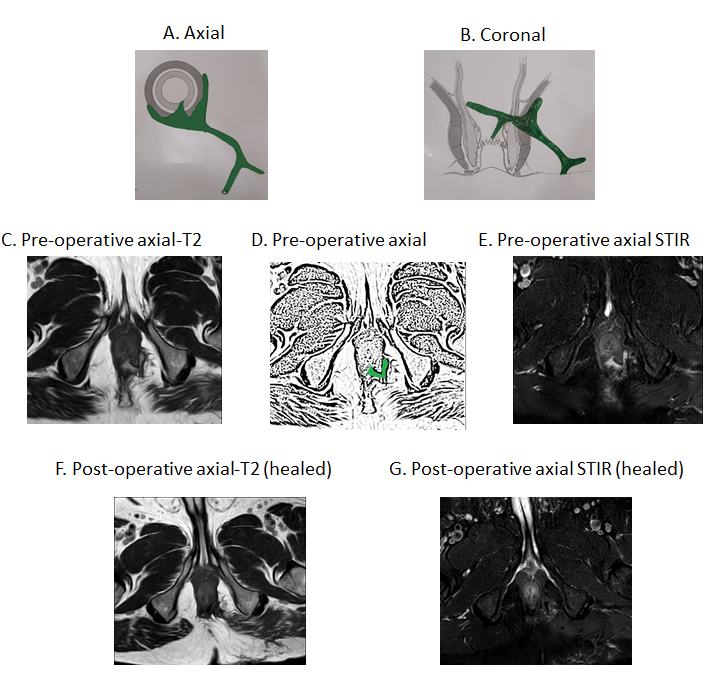 A. Axial
B. Coronal
C. Pre-operative axial-T2
D. Pre-operative axial
E. Pre-operative axial STIR
F. Post-operative axial-T2 (healed)
G. Post-operative axial STIR (healed)